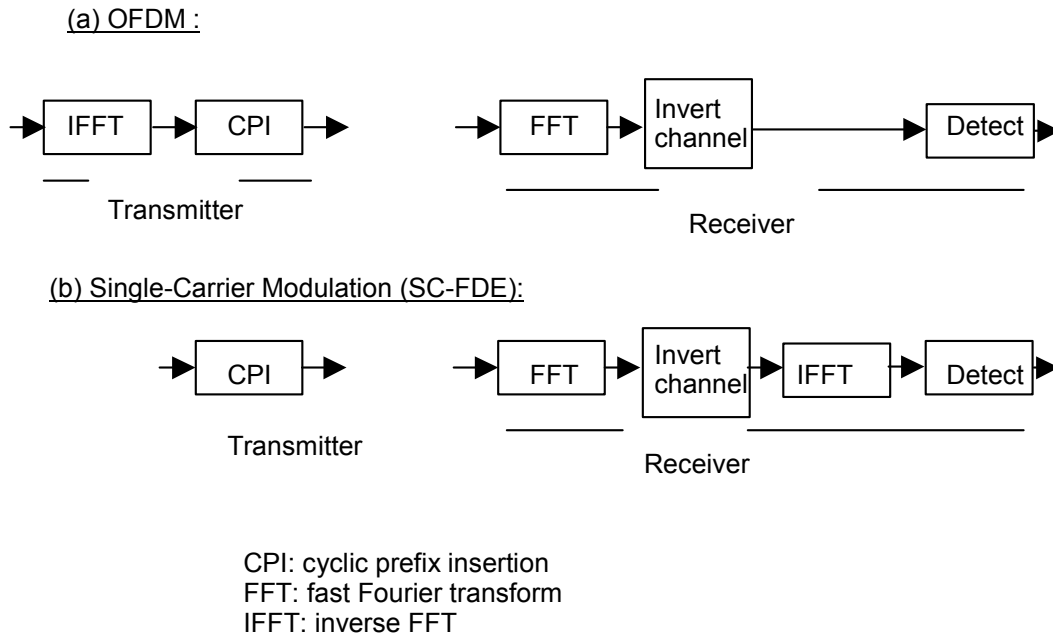 (a) OFDM :
IFFT
CPI
FFT
Invert
channel
Detect
Transmitter
Receiver
(b) Single-Carrier Modulation (SC-FDE):
CPI
FFT
Invert
channel
IFFT
Detect
Transmitter
Receiver
CPI: cyclic prefix insertion
FFT: fast Fourier transform
IFFT: inverse FFT